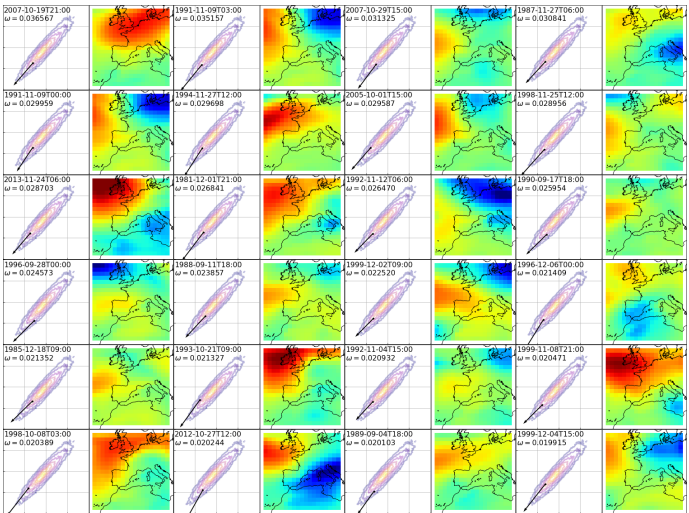 2007-10-19T21:00
ω = 0.036567
1991-11-09T03:00
ω = 0.035157
2007-10-29T15:00
ω = 0.031325
1987-11-27T06:00
ω = 0.030841
1991-11-09T00:00
ω = 0.029959
1994-11-27T12:00
ω = 0.029698
2005-10-01T15:00
ω = 0.029587
1998-11-25T12:00
ω = 0.028956
2013-11-24T06:00
ω = 0.028703
1981-12-01T21:00
ω = 0.026841
1992-11-12T06:00
ω = 0.026470
1990-09-17T18:00
ω = 0.025954
1996-09-28T00:00
ω = 0.024573
1988-09-11T18:00
ω = 0.023857
1999-12-02T09:00
ω = 0.022520
1996-12-06T00:00
ω = 0.021409
1985-12-18T09:00
ω = 0.021352
1993-10-21T09:00
ω = 0.021327
1992-11-04T15:00
ω = 0.020932
1999-11-08T21:00
ω = 0.020471
1998-10-08T03:00
ω = 0.020389
2012-10-27T12:00
ω = 0.020244
1989-09-04T18:00
ω = 0.020103
1999-12-04T15:00
ω = 0.019915